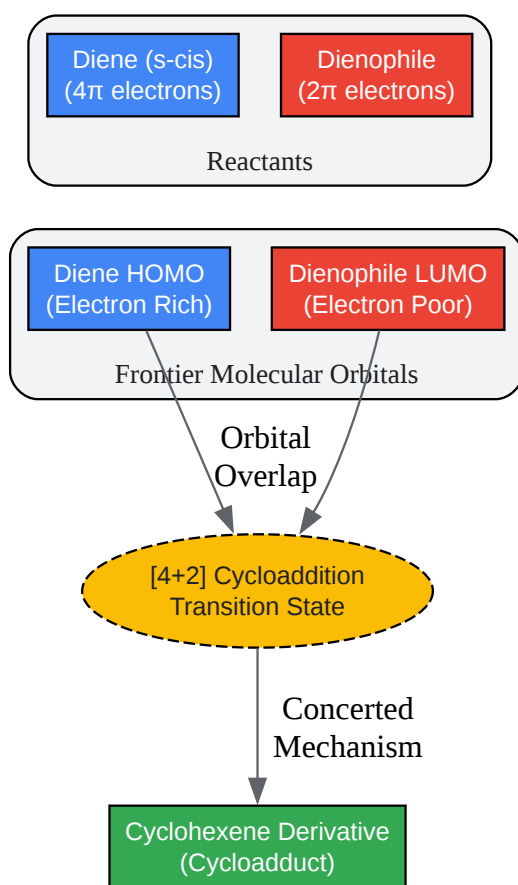 Diene (s-cis)
(4π electrons)
Dienophile
(2π electrons)
Reactants
Diene HOMO
(Electron Rich)
Dienophile LUMO
(Electron Poor)
Frontier Molecular Orbitals
Orbital
Overlap
[4+2] Cycloaddition
Transition State
Concerted
Mechanism
Cyclohexene Derivative
(Cycloadduct)